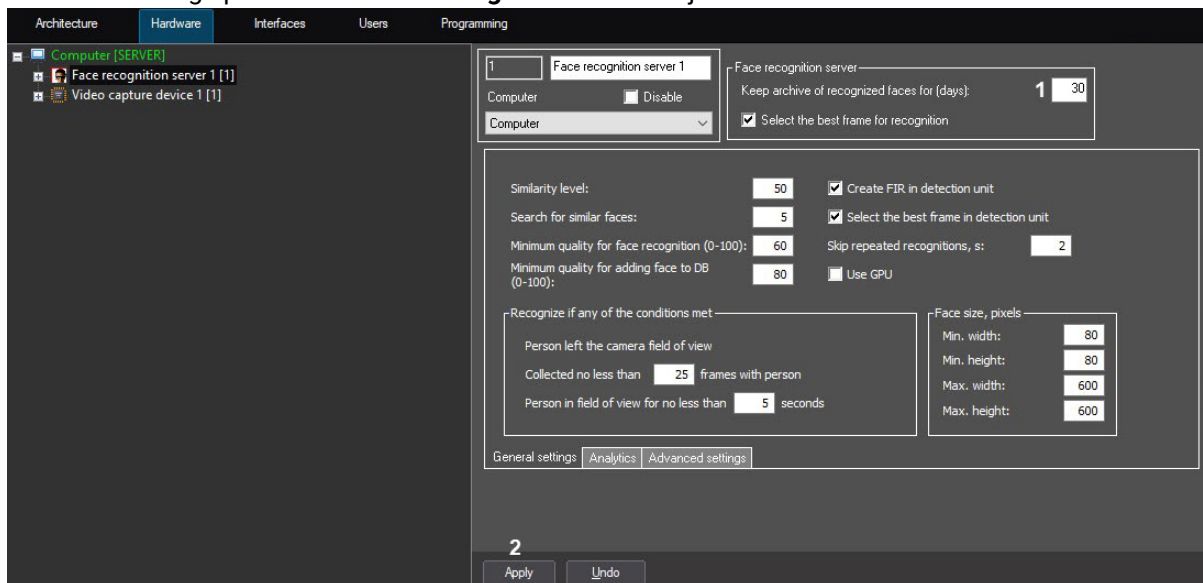 Architecture Hardware Interfaces Users Programming
Computer [SERVER]
Face recognition server 1 [1]
Video capture device 1 [1]
1 Face recognition server 1
Computer Disable
Computer
Face recognition server
Keep archive of recognized faces for (days): 1 30
Select the best frame for recognition
Similarity level: 50
Search for similar faces: 5
Minimum quality for face recognition (0-100): 60
Minimum quality for adding face to DB
(0-100): 80
Create FIR in detection unit
Select the best frame in detection unit
Skip repeated recognitions, s: 2
Use GPU
Recognize if any of the conditions met
Person left the camera field of view
Collected no less than 25 frames with person
Person in field of view for no less than 5 seconds
Face size, pixels
Min. width: 80
Min. height: 80
Max. width: 600
Max. height: 600
General settings Analytics Advanced settings
2
Apply Undo